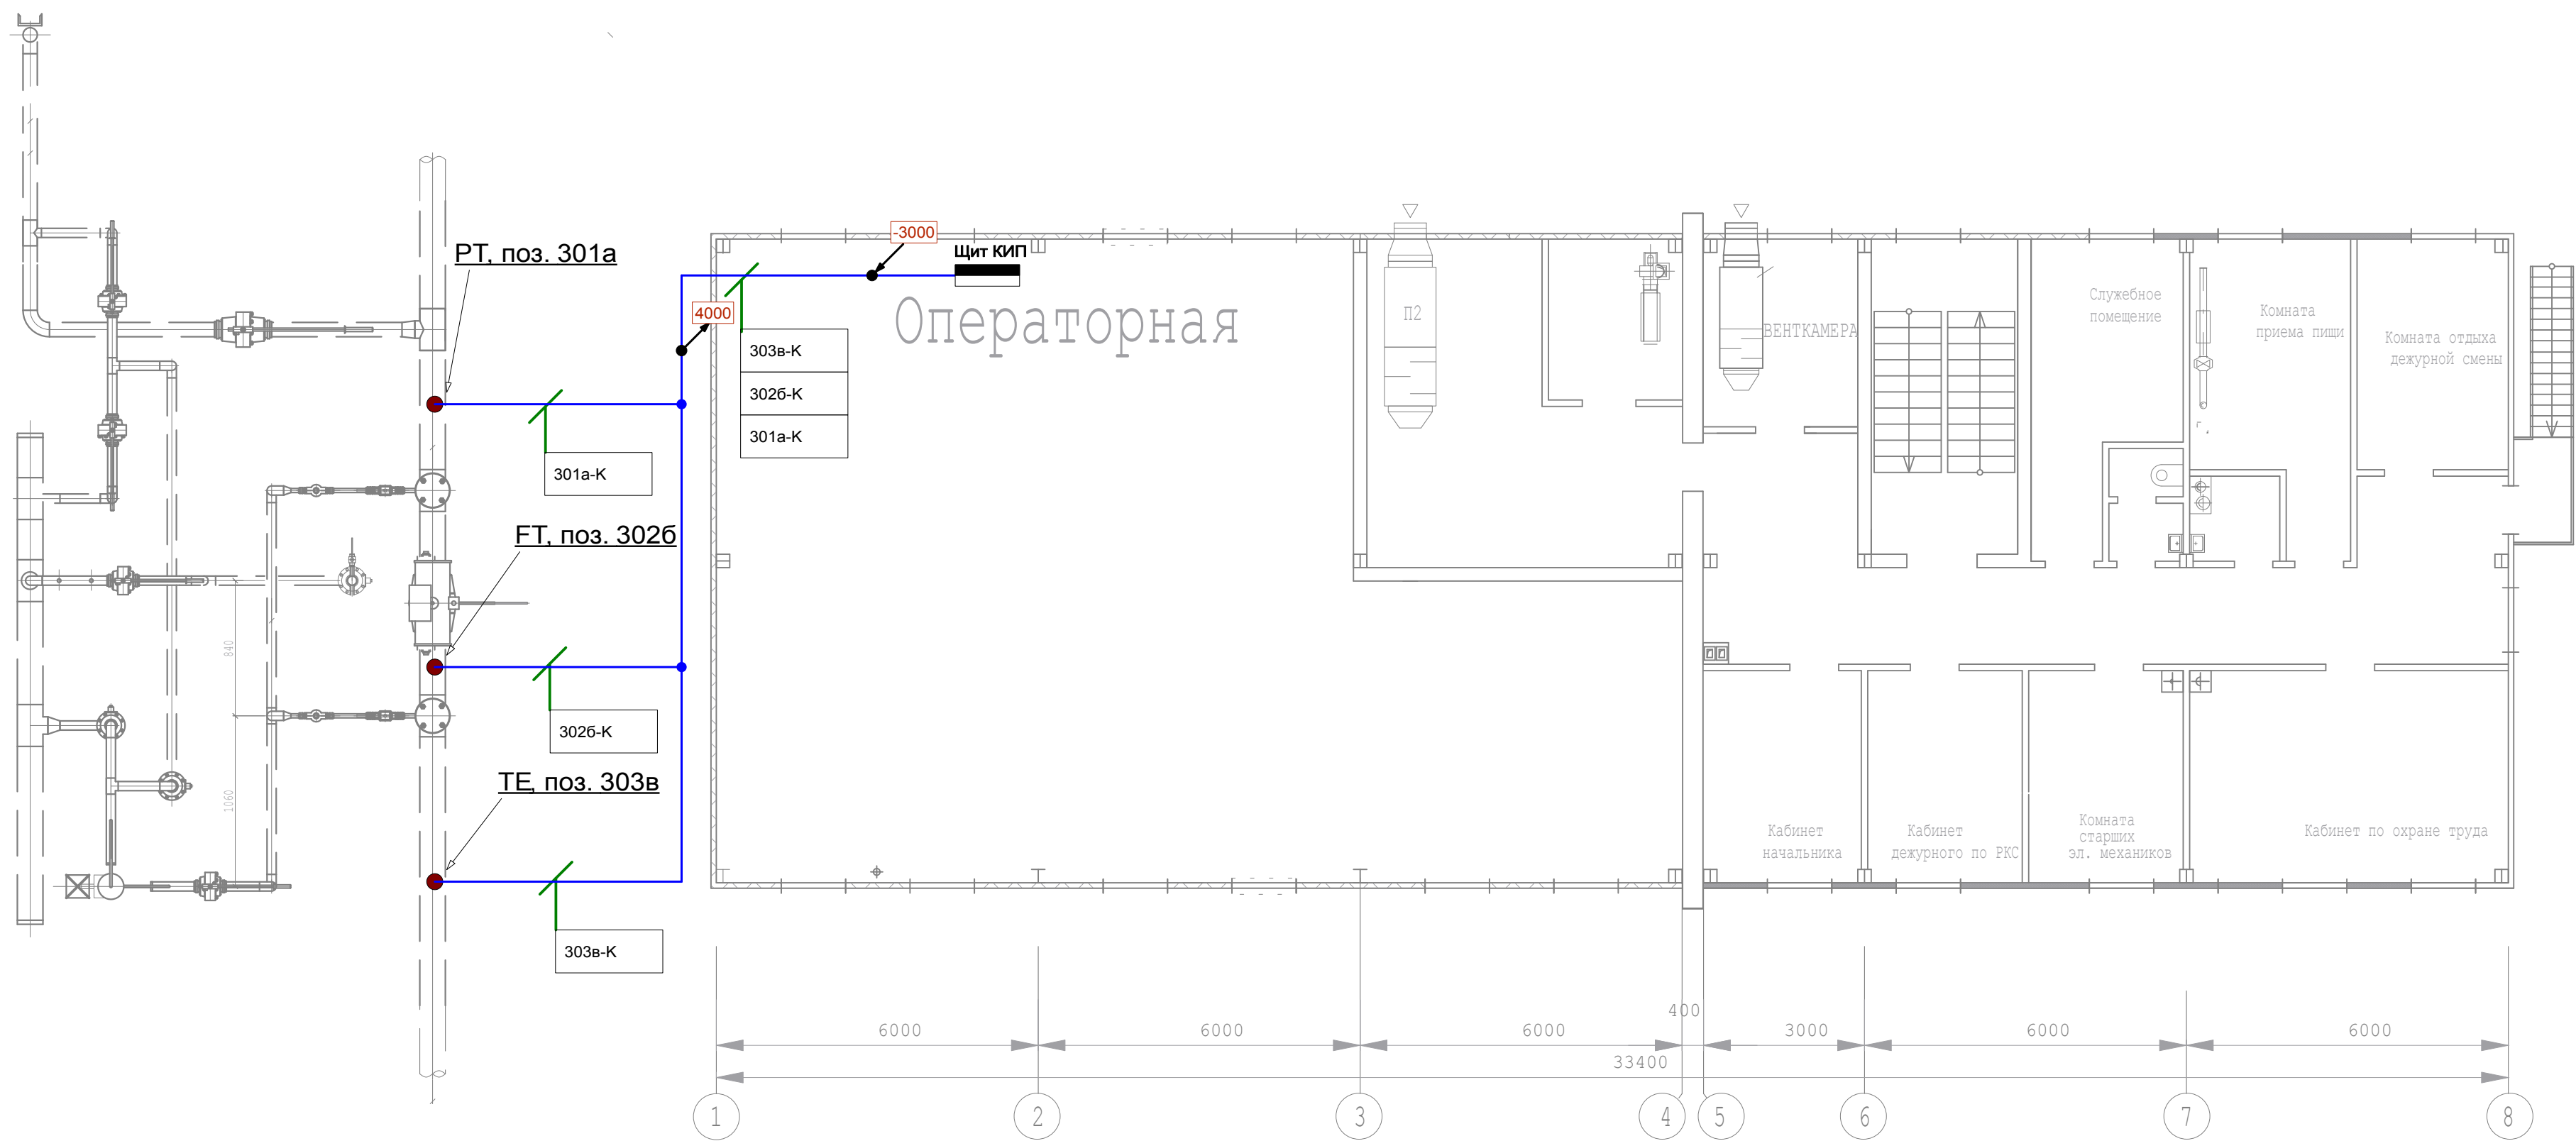 -3000
Щит КИП
РТ, поз. 301а
4000
Операторная
П2
ВЕНТКАМЕРА
Служебное
помещение
Комната
приема пищи
Комната отдыха
дежурной смены
303в-К
302б-К
301а-К
301а-К
FT, поз. 302б
840
302б-К
TE, поз. 303в
1060
303в-К
Кабинет
начальника
Кабинет
дежурного по РКС
Комната
старших
эл. механиков
Кабинет по охране труда
400
6000
6000
6000
3000
6000
6000
33400
1
2
3
4
5
6
7
8